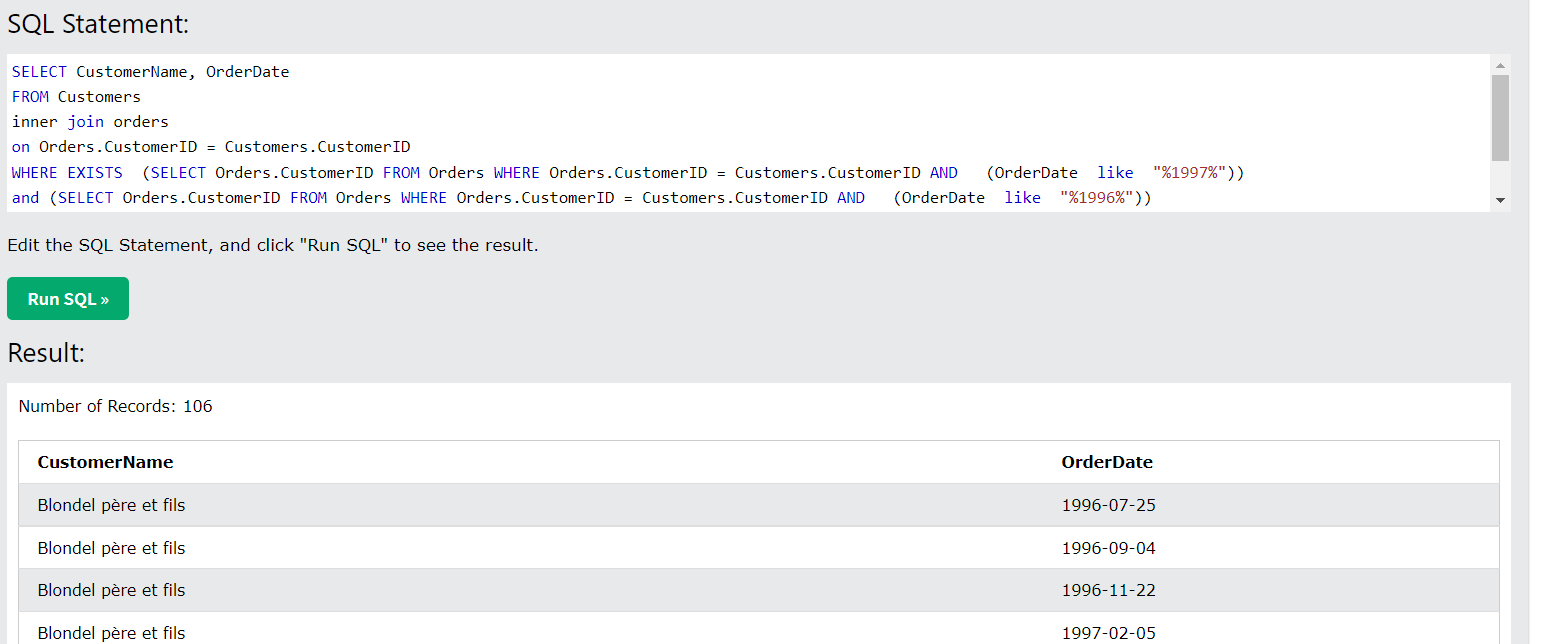 SQL Statement:
SELECT CustomerName, OrderDate
FROM Customers
inner join orders
on Orders.CustomerID = Customers.CustomerID
WHERE EXISTS  (SELECT Orders.CustomerID FROM Orders WHERE Orders.CustomerID = Customers.CustomerID AND   (OrderDate  like  "%1997%"))
and (SELECT Orders.CustomerID FROM Orders WHERE Orders.CustomerID = Customers.CustomerID AND   (OrderDate  like  "%1996%"))
Edit the SQL Statement, and click "Run SQL" to see the result.
Run SQL »
Result:
Number of Records: 106
CustomerName OrderDate
Blondel père et fils 1996-07-25
Blondel père et fils 1996-09-04
Blondel père et fils 1996-11-22
Blondel père et fils 1997-02-05